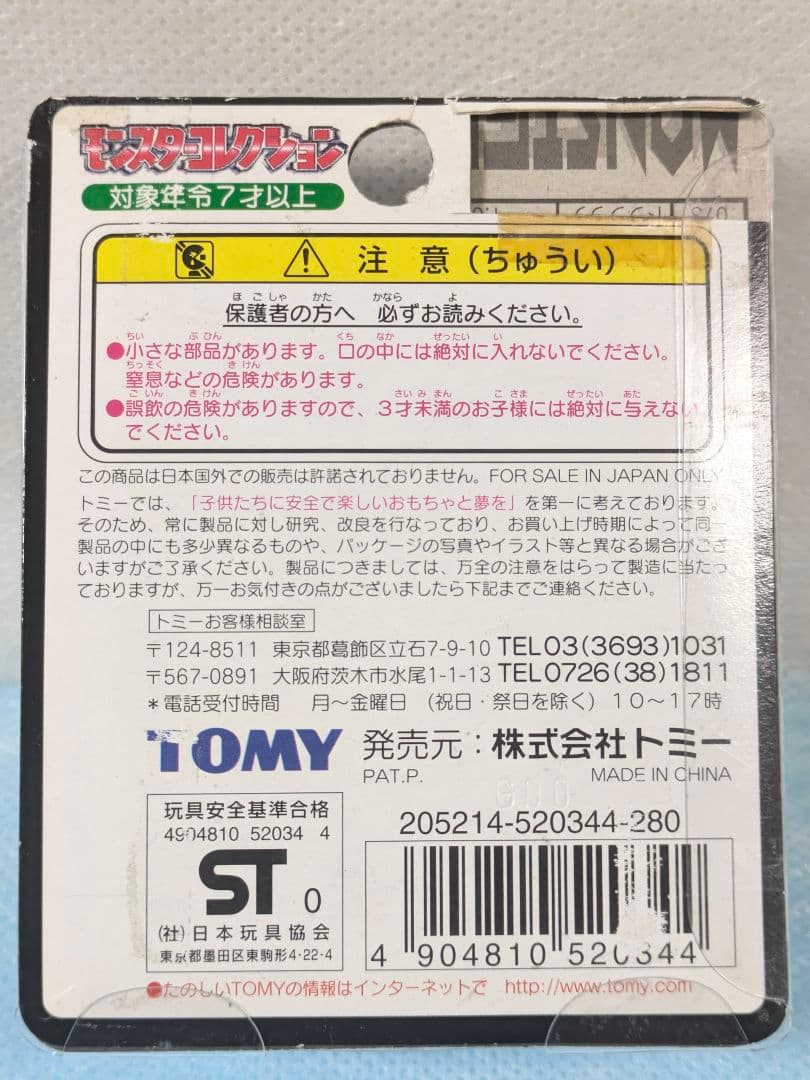 モンスターコレクション
対象年令7才以上
注 意 (ちゅうい)
保護者の方へ 必ずお読みください。
●小さな部品があります。口の中には絶対に入れないでください。
窒息などの危険があります。
●誤飲の危険がありますので、3才未満のお子様には絶対に与えない
でください。
この商品は日本国外での販売は許諾されておりません。FOR SALE IN JAPAN ONLY
トミーでは、「子供たちに安全で楽しいおもちゃと夢を」を第一に考えております。
そのため、常に製品に対し研究、改良を行なっており、お買い上げ時期によって同一
製品の中にも多少異なるものや、パッケージの写真やイラスト等と異なる場合がござ
いますがご了承ください。製品につきましては、万全の注意をはらって製造に当たっ
ておりますが、万一お気付きの点がございましたら下記までご連絡ください。
トミーお客様相談室
〒124-8511 東京都葛飾区立石7-9-10 TEL03(3693)1031
〒567-0891 大阪府茨木市水尾1-1-13 TEL0726(38)1811
*電話受付時間 月〜金曜日 (祝日・祭日を除く) 10〜17時
TOMY 発売元:株式会社トミー
PAT.P. MADE IN CHINA
玩具安全基準合格
4904810 52034 4
ST 0
(社)日本玩具協会
東京都墨田区東駒形4-22-4
205214-520344-280
4 904810 520344
●たのしいTOMYの情報はインターネットで http://www.tomy.com